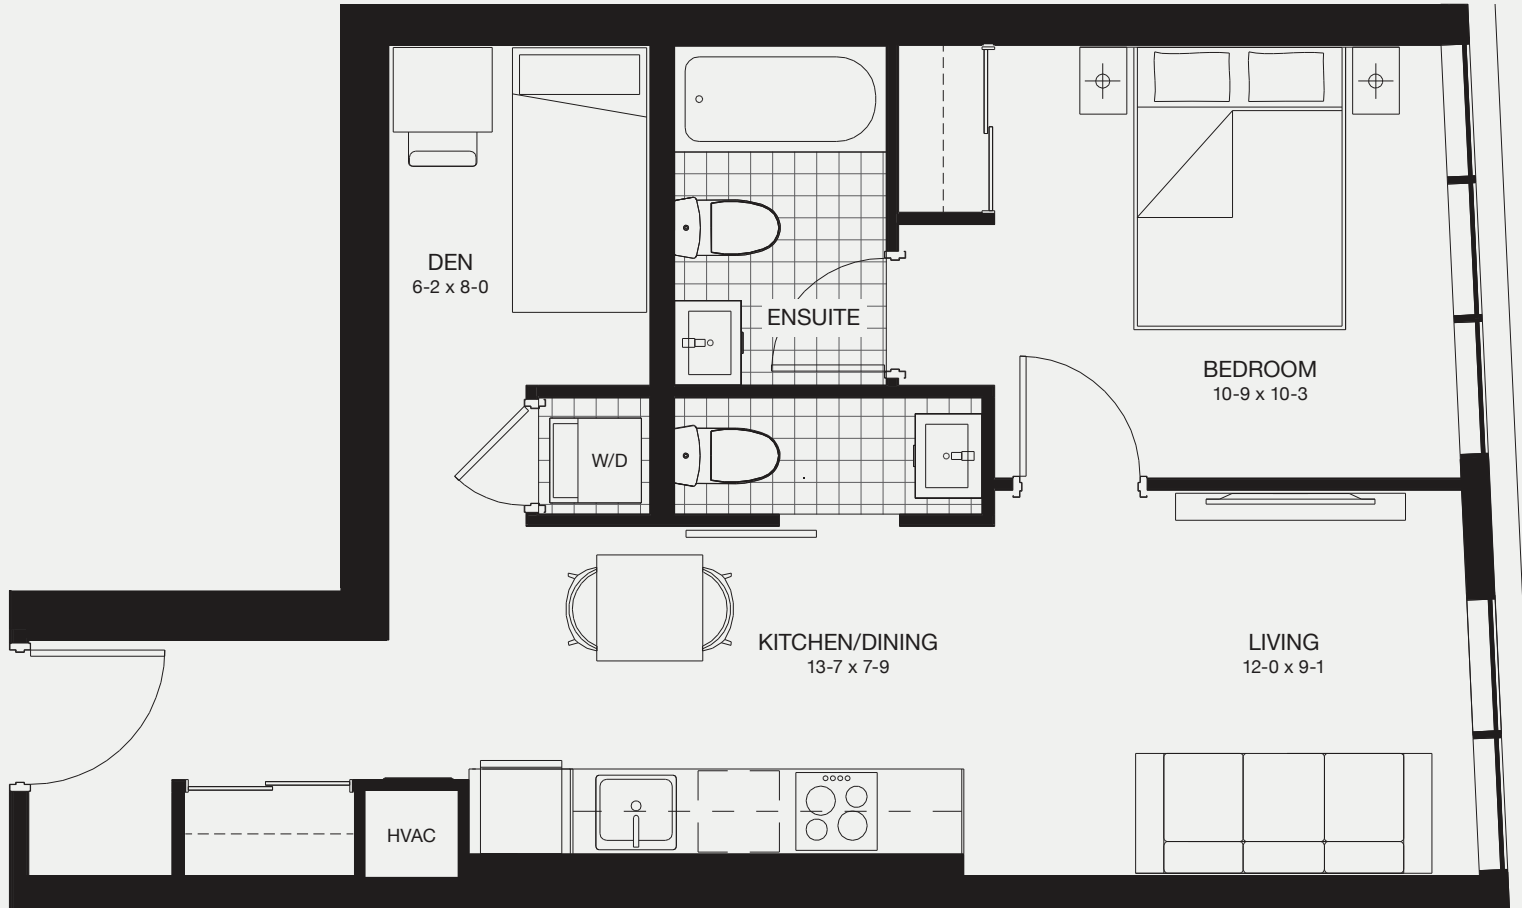 DEN
6-2 x 8-0
ENSUITE
BEDROOM
10-9 x 10-3
W/D
KITCHEN/DINING
13-7 x 7-9
LIVING
12-0 x 9-1
HVAC